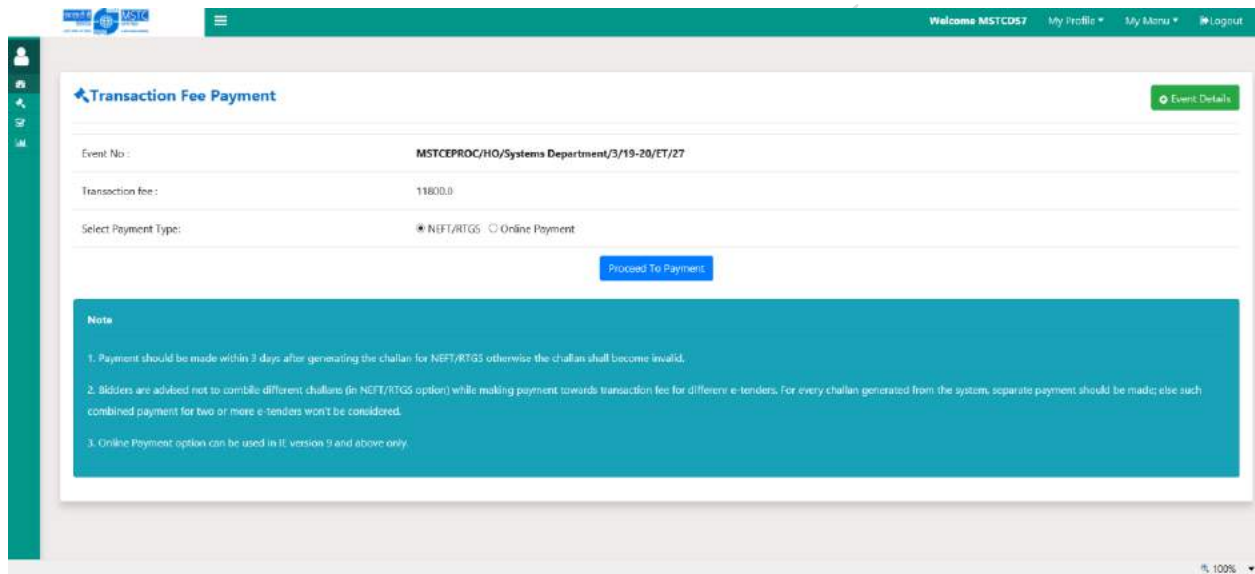 MSTC
Welcome MSTCDS7 My Profile My Menu Logout
Transaction Fee Payment
Event Details
Event No : MSTCEPROC/HO/Systems Department/3/19-20/ET/27
Transaction fee : 11800.0
Select Payment Type: NEFT/RTGS Online Payment
Proceed To Payment
Note
1. Payment should be made within 3 days after generating the challan for NEFT/RTGS otherwise the challan shall become invalid.
2. Bidders are advised not to combile different challans (in NEFT/RTGS option) while making payment towards transaction fee for different e-tenders. For every challan generated from the system, separate payment should be made; else such
combined payment for two or more e-tenders won't be considered.
3. Online Payment option can be used in IE version 9 and above only.
100%